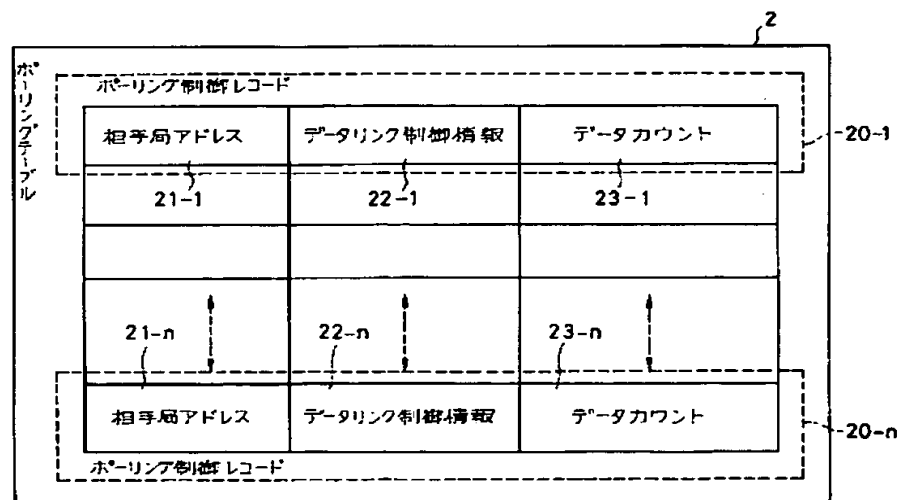 2
ポーリングテーブル
ポーリング制御レコード
相手局アドレス データリンク制御情報 データカウント
20-1
21-1 22-1 23-1
21-n 22-n 23-n
相手局アドレス データリンク制御情報 データカウント
20-n
ポーリング制御レコード